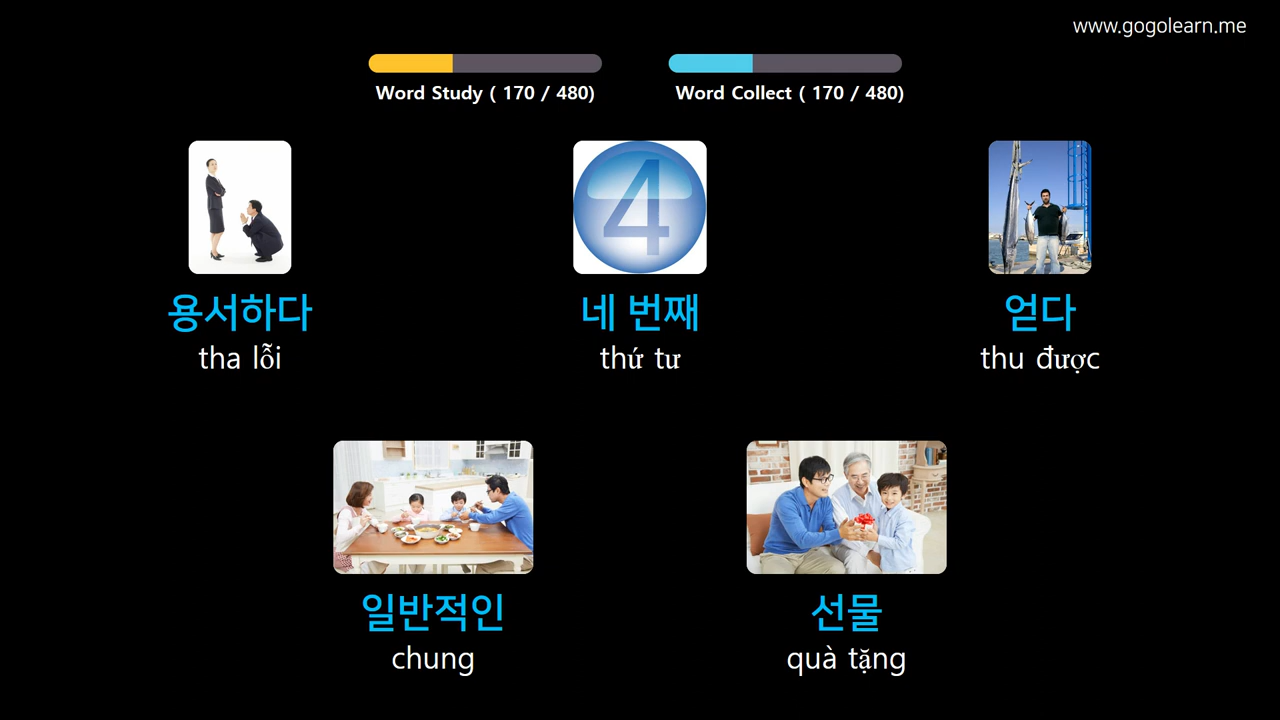 www.gogolearn.me
Word Study ( 170 / 480)
Word Collect ( 170 / 480)
4
용서하다
tha lỗi
네 번째
thứ tư
얻다
thu được
일반적인
chung
선물
quà tặng